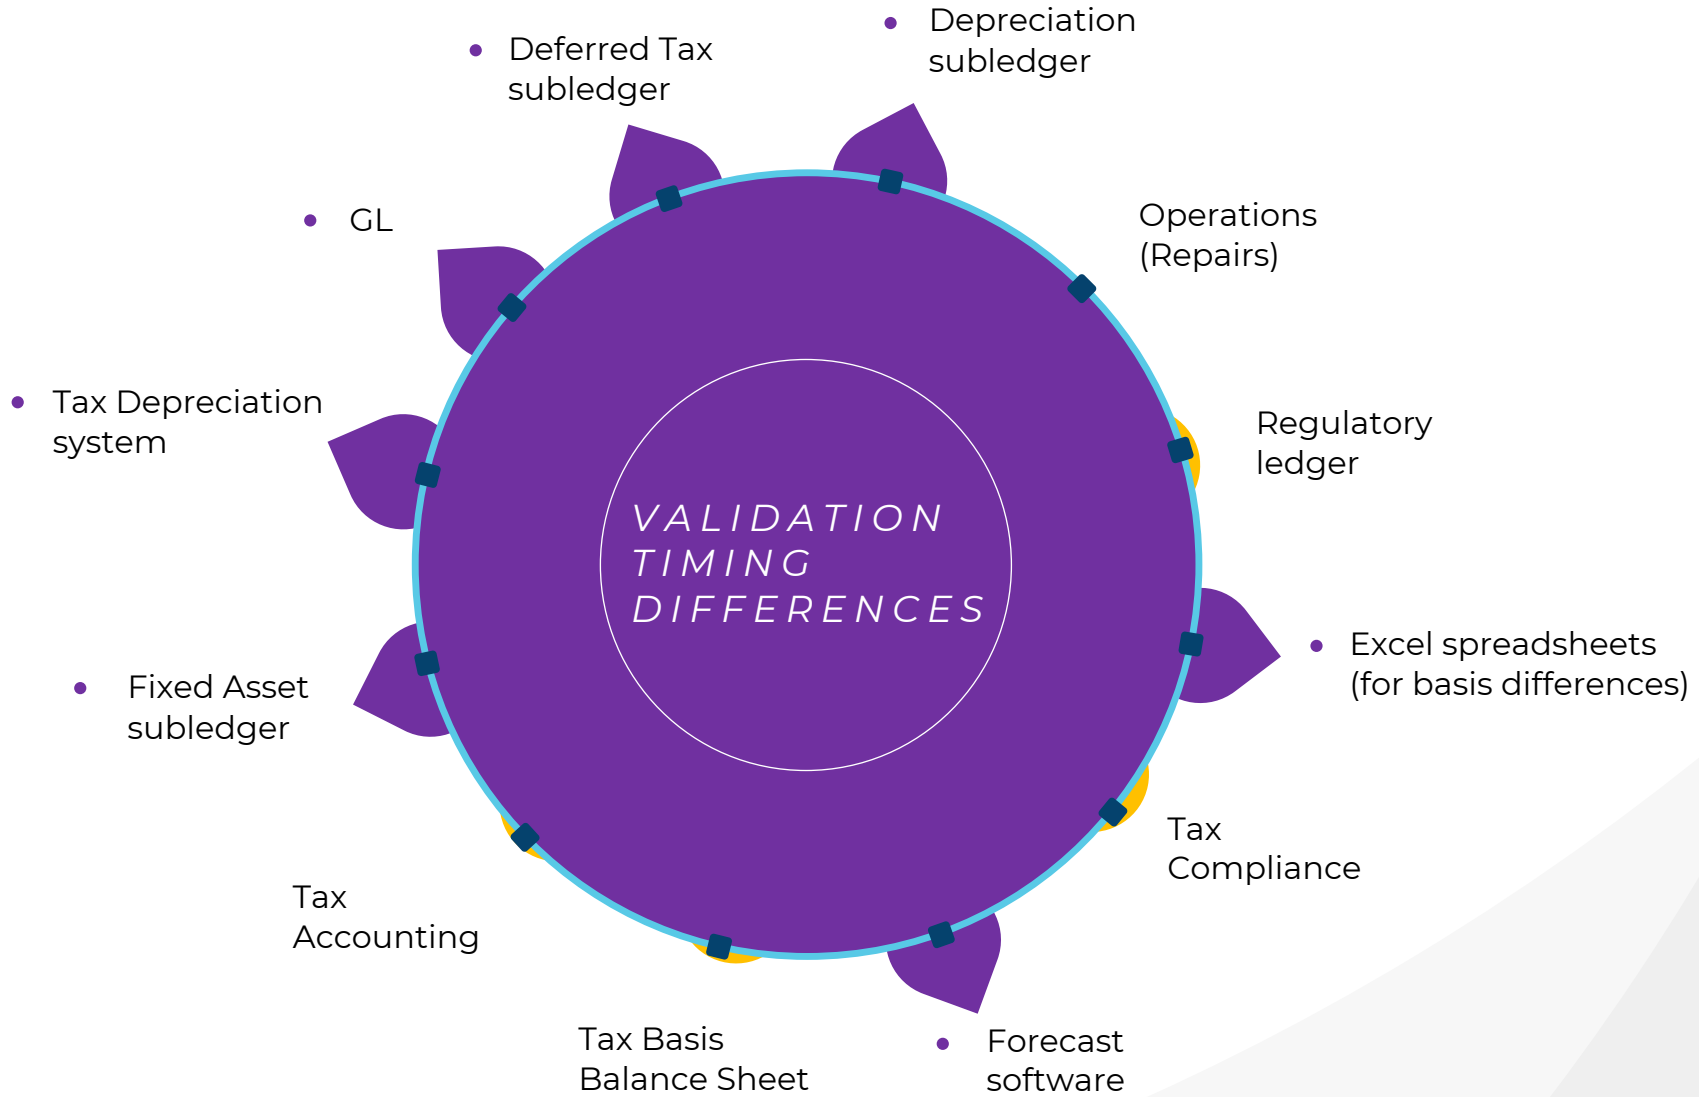 Depreciation
subledger
Deferred Tax
subledger
Operations
(Repairs)
GL
Tax Depreciation
system
Regulatory
ledger
VALIDATION
TIMING
DIFFERENCES
Excel spreadsheets
(for basis differences)
Fixed Asset
subledger
Tax
Compliance
Tax
Accounting
Tax Basis
Balance Sheet
Forecast
software